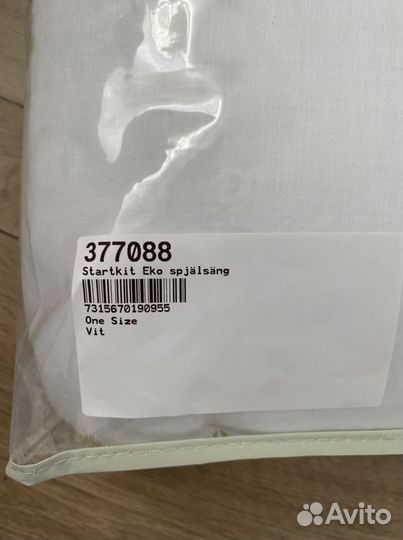 377088
Startkit Eko spjälsäng
7315670190955
One Size
Vit
Avito